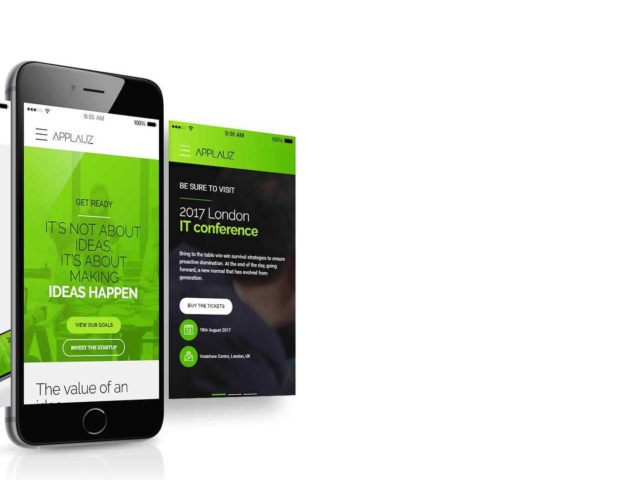 9:00 AM
100%
APPLAUZ
GET READY
IT'S NOT ABOUT
IDEAS,
IT'S ABOUT
MAKING
IDEAS HAPPEN
VIEW OUR GOALS
INVEST THE STARTUP
The value of an
9:00 AM
100%
APPLAUZ
BE SURE TO VISIT
2017 London
IT conference
Bring to the table win win survival strategies to ensure
proactive domination. At the end of the day, going
forward, a new normal that has evolved from
generation.
BUY THE TICKETS
18th August 2017
Vodafone Centre, London, UK